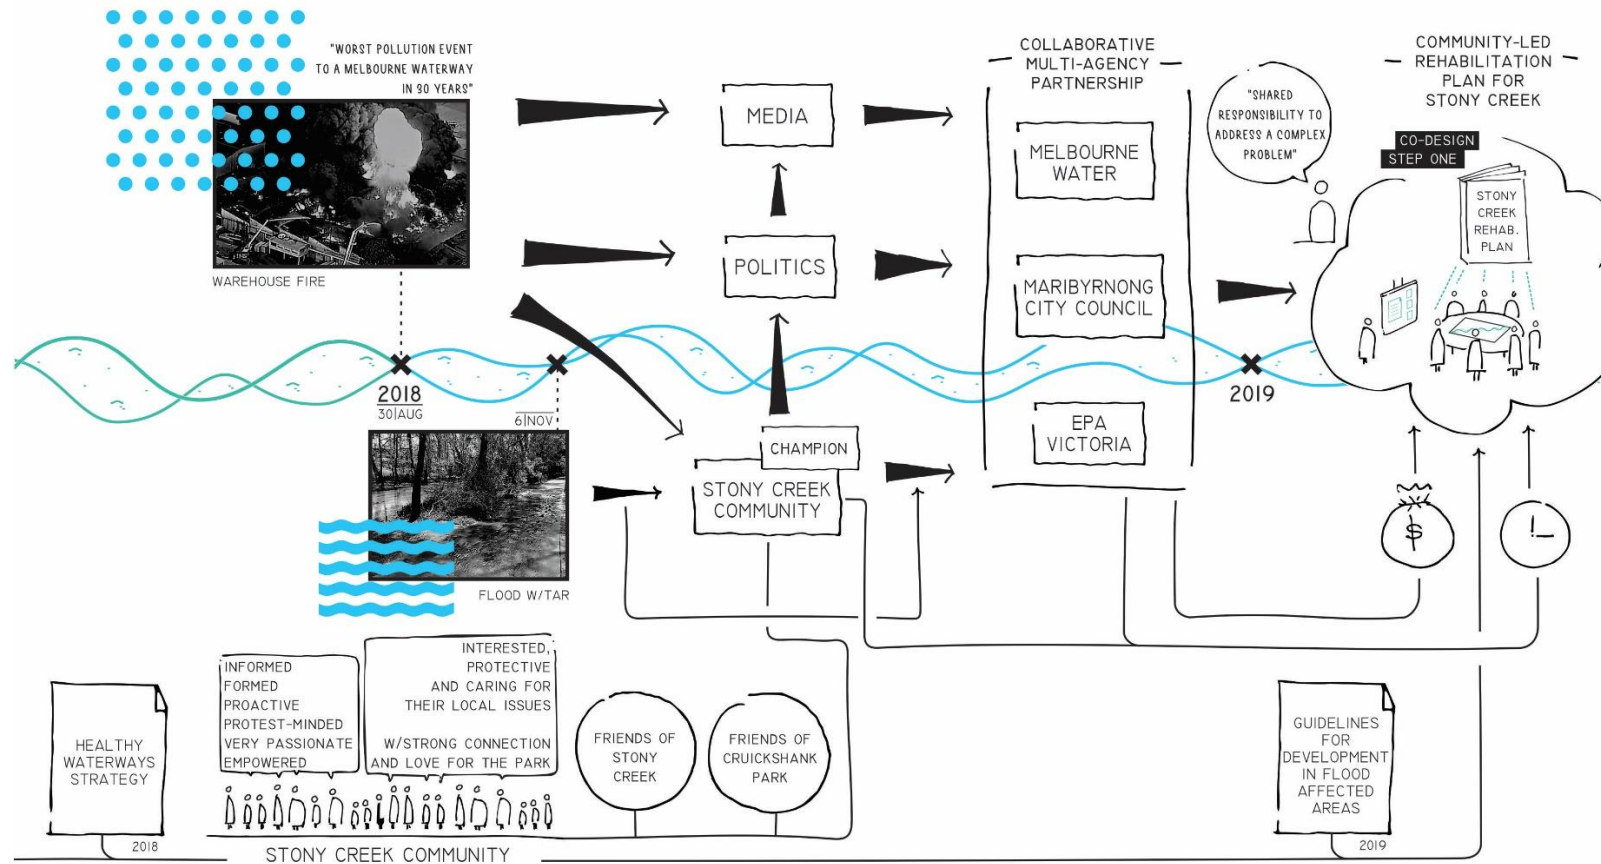 "WORST POLLUTION EVENT
TO A MELBOURNE WATERWAY
IN 30 YEARS"
WAREHOUSE FIRE
MEDIA
POLITICS
COLLABORATIVE
MULTI-AGENCY
PARTNERSHIP
MELBOURNE
WATER
MARIBYRNONG
CITY COUNCIL
EPA
VICTORIA
"SHARED
RESPONSIBILITY TO
ADDRESS A COMPLEX
PROBLEM"
COMMUNITY-LED
REHABILITATION
PLAN FOR
STONY CREEK
CO-DESIGN
STEP ONE
STONY
CREEK
REHAB.
PLAN
2018
30|AUG
6|NOV
2019
FLOOD W/TAR
CHAMPION
STONY CREEK
COMMUNITY
$
HEALTHY
WATERWAYS
STRATEGY
2018
INFORMED
FORMED
PROACTIVE
PROTEST-MINDED
VERY PASSIONATE
EMPOWERED
INTERESTED,
PROTECTIVE
AND CARING FOR
THEIR LOCAL ISSUES
W/STRONG CONNECTION
AND LOVE FOR THE PARK
STONY CREEK COMMUNITY
FRIENDS OF
STONY
CREEK
FRIENDS OF
CRUICKSHANK
PARK
GUIDELINES
FOR
DEVELOPMENT
IN FLOOD
AFFECTED
AREAS
2019